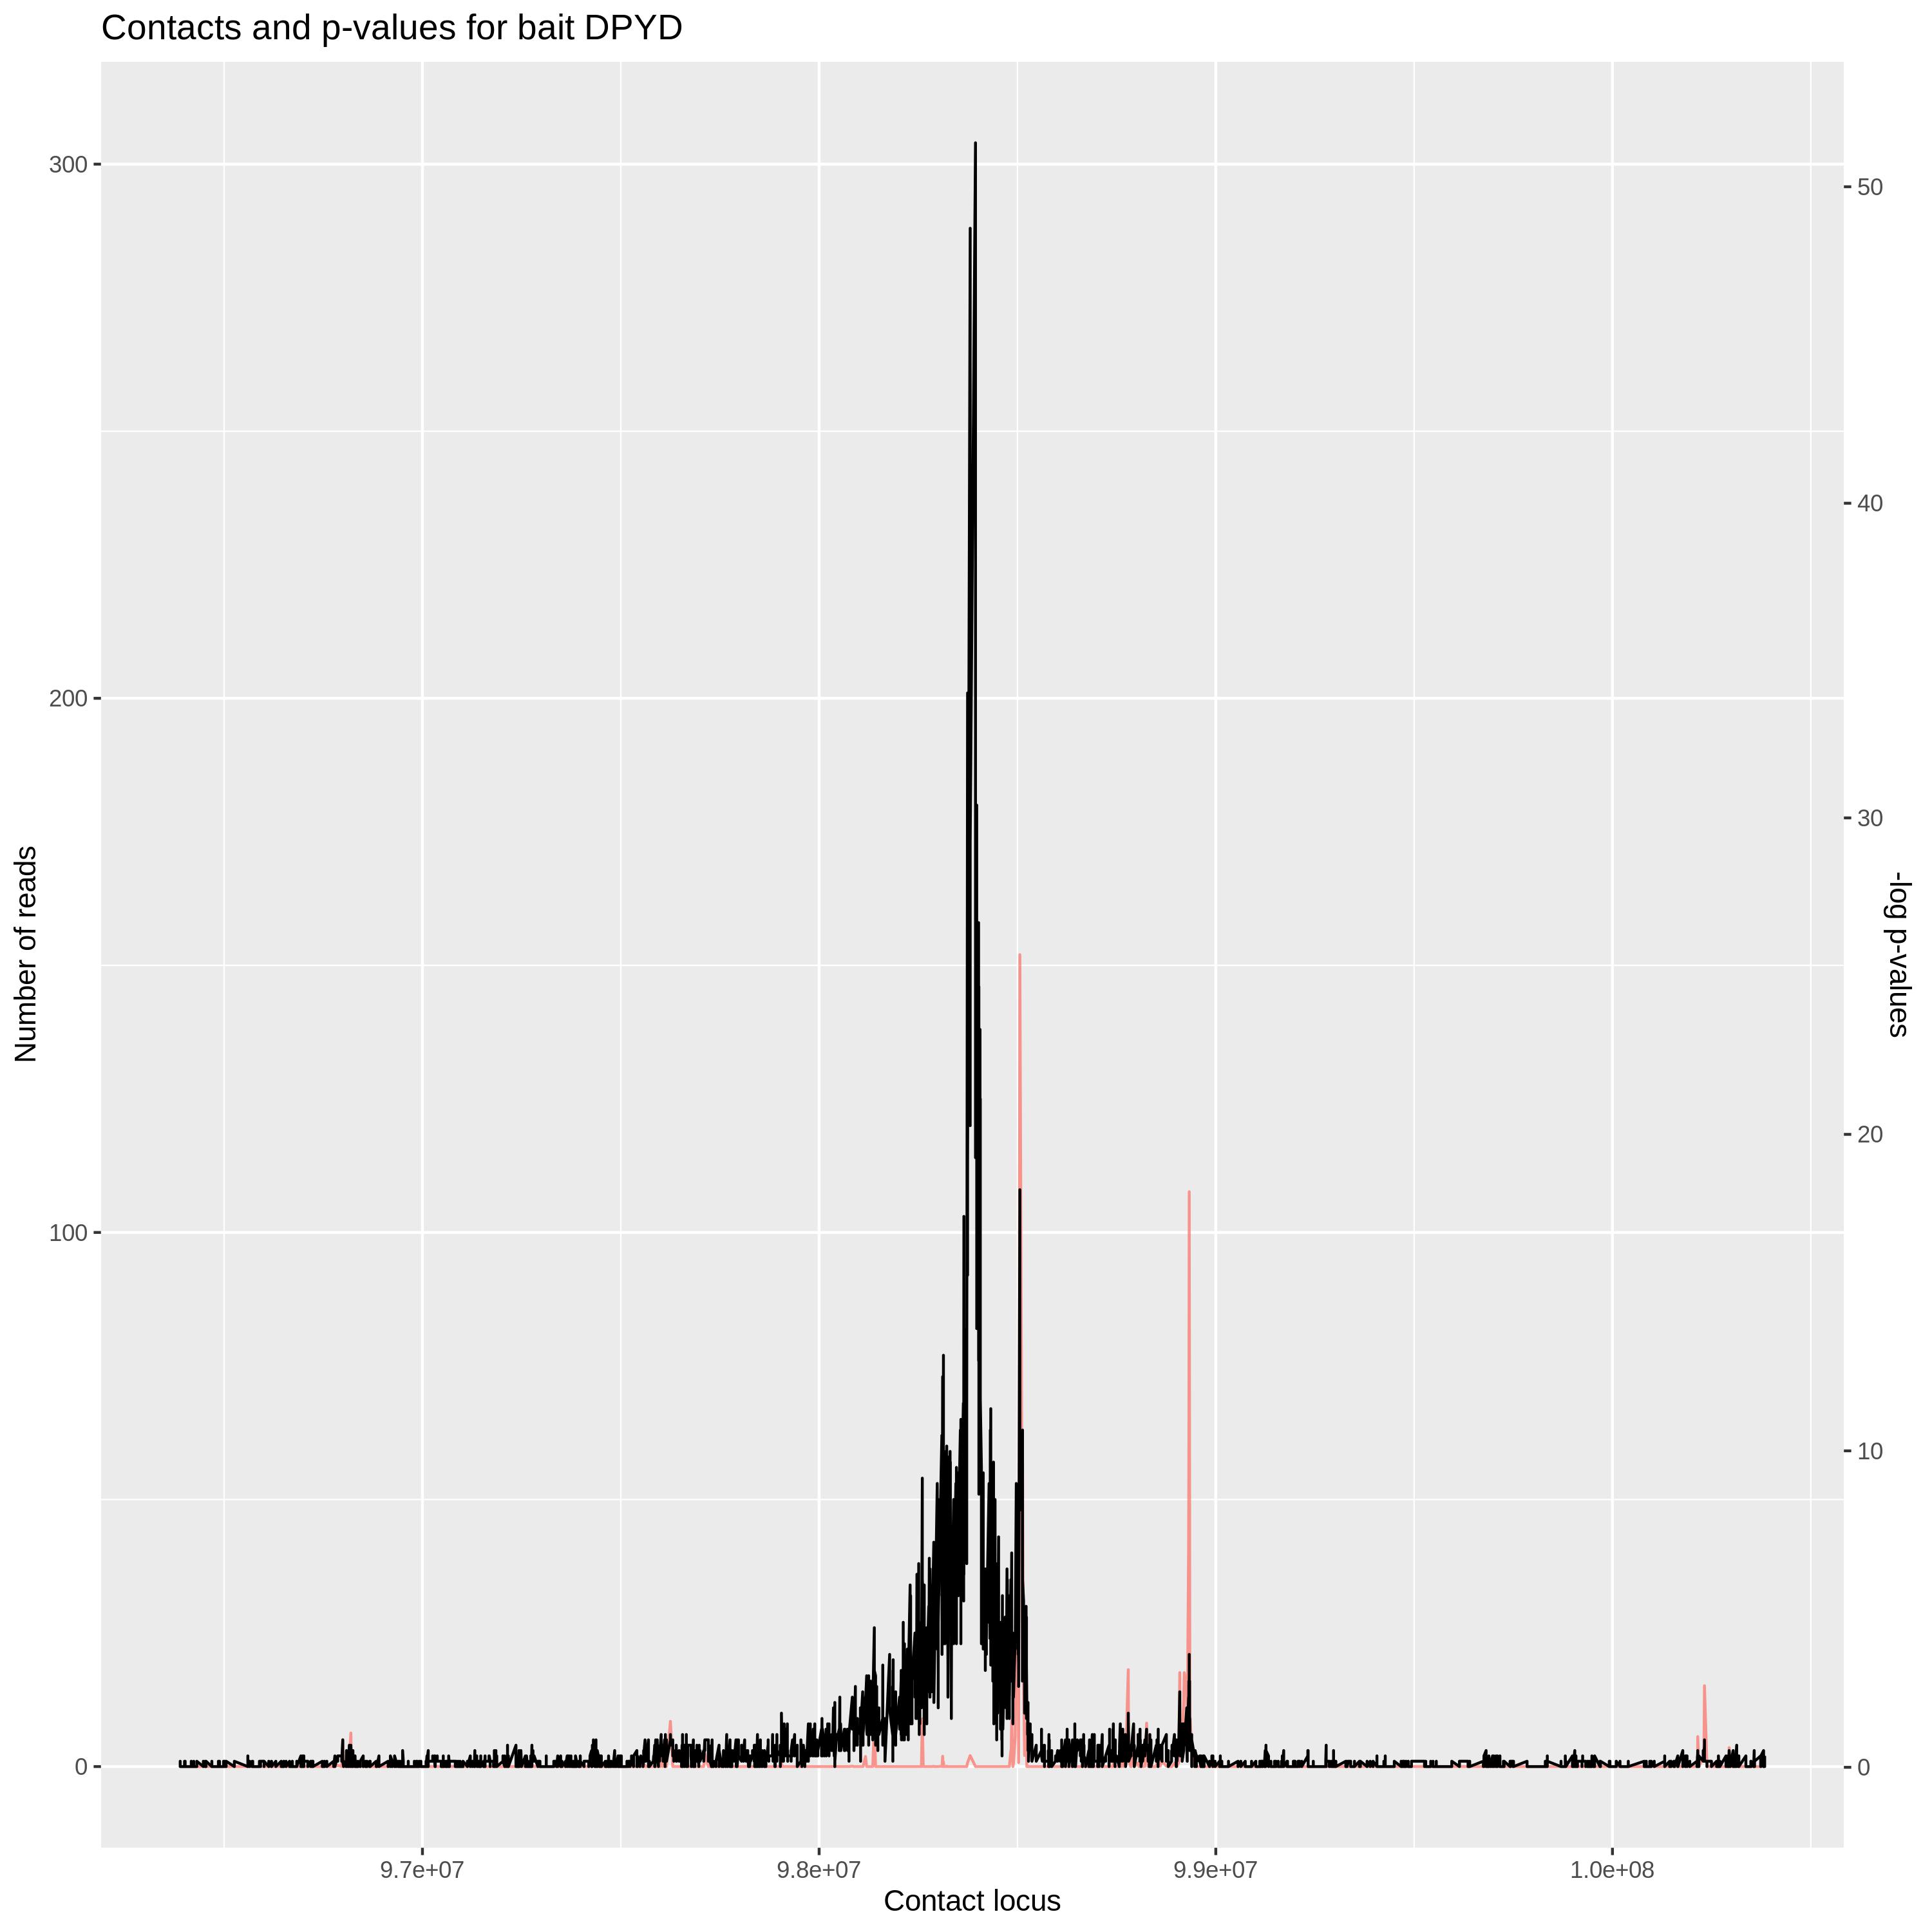 Contacts and p-values for bait DPYD
300
200
100
0
Number of reads
50
40
30
20
10
0
-log p-values
9.7e+07
9.8e+07
9.9e+07
1.0e+08
Contact locus